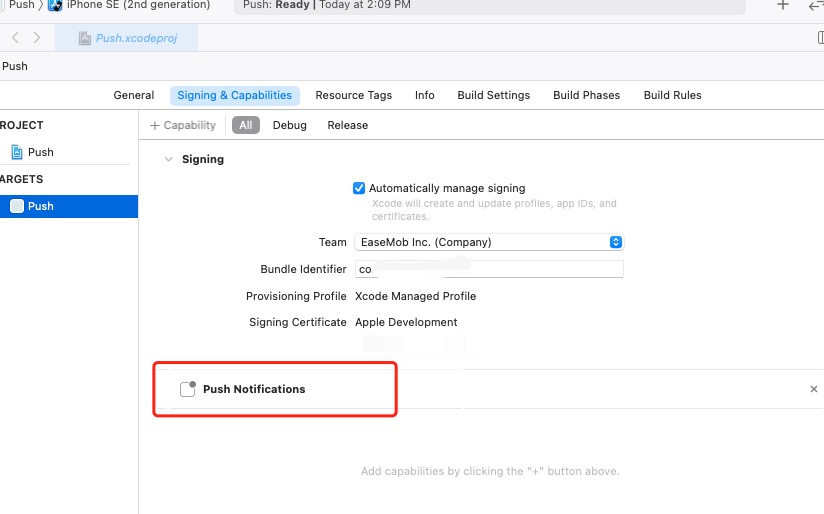 Push 〉 iPhone SE (2nd generation) Push: Ready | Today at 2:09 PM
Push.xcodeproj
Push
General Signing & Capabilities Resource Tags Info Build Settings Build Phases Build Rules
ROJECT
+ Capability All Debug Release
Push
Signing
ARGETS
Push
Automatically manage signing
Xcode will create and update profiles, app IDs, and
certificates.
Team EaseMob Inc. (Company)
Bundle Identifier co
Provisioning Profile Xcode Managed Profile
Signing Certificate Apple Development
Push Notifications
Add capabilities by clicking the "+" button above.